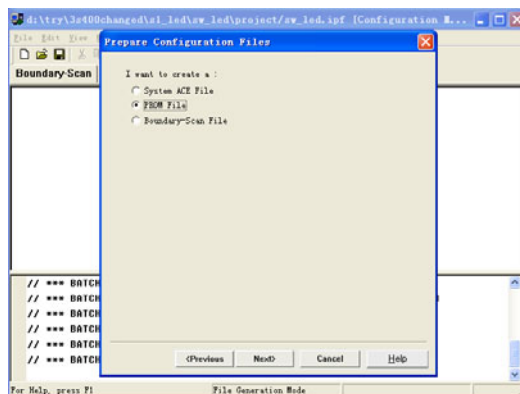 d:\try\3s400changed\sl_led\sw_led\project/sw_led.ipf [Configuration M...
File Edit View
Prepare Configuration Files
Boundary-Scan
I want to create a :
System ACE File
PROM File
Boundary-Scan File
// *** BATCH
// *** BATCH
// *** BATCH
// *** BATCH
// *** BATCH
// *** BATCH
<Previous
Next>
Cancel
Help
For Help, press F1
File Generation Mode